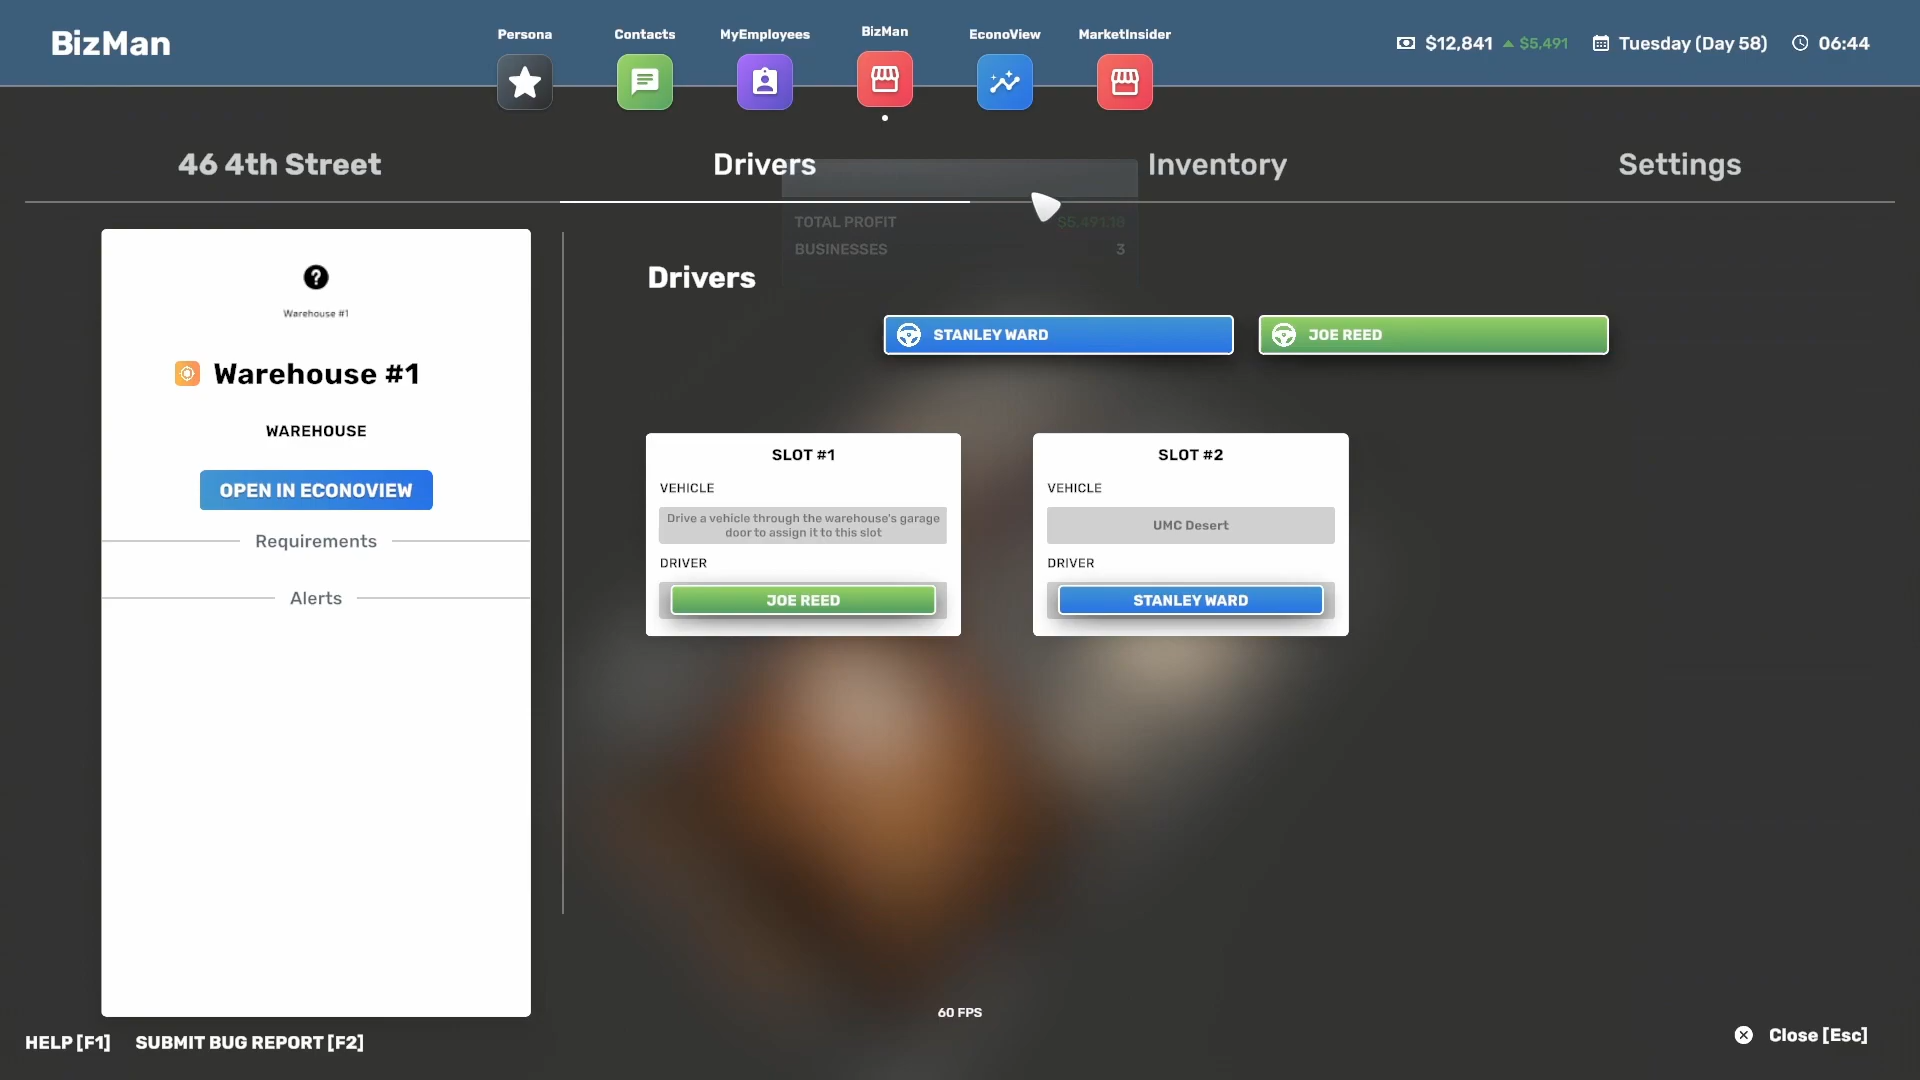 BizMan
Persona
Contacts
MyEmployees
BizMan
EconoView
MarketInsider
$12,841
$5,491
Tuesday (Day 58)
06:44
46 4th Street
Drivers
Inventory
Settings
TOTAL PROFIT
$5,491.18
BUSINESSES
3
?
Warehouse #1
Warehouse #1
WAREHOUSE
OPEN IN ECONOVIEW
Requirements
Alerts
Drivers
STANLEY WARD
JOE REED
SLOT #1
VEHICLE
Drive a vehicle through the warehouse's garage
door to assign it to this slot
DRIVER
JOE REED
SLOT #2
VEHICLE
UMC Desert
DRIVER
STANLEY WARD
60 FPS
HELP [F1]
SUBMIT BUG REPORT [F2]
Close [Esc]